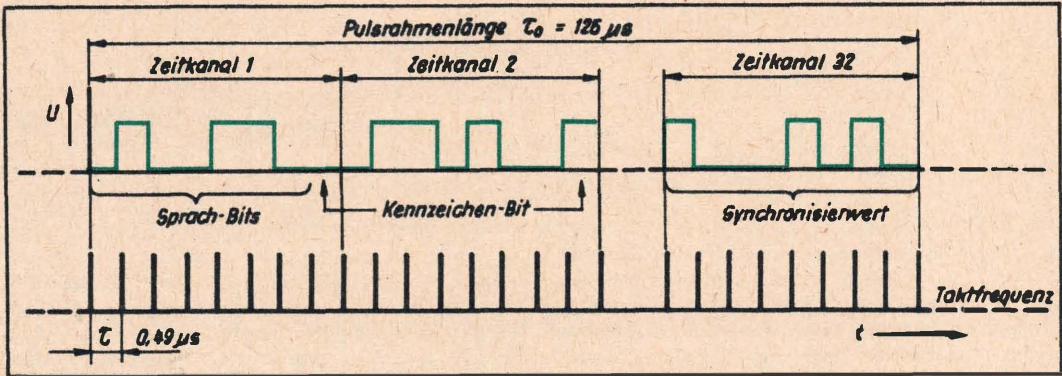 Pulsrahmenlänge τ₀ = 125 µs
Zeitkanal 1 Zeitkanal 2 Zeitkanal 32
U
Sprach-Bits Kennzeichen-Bit Synchronisierwert
Taktfrequenz
τ 0,49 µs t